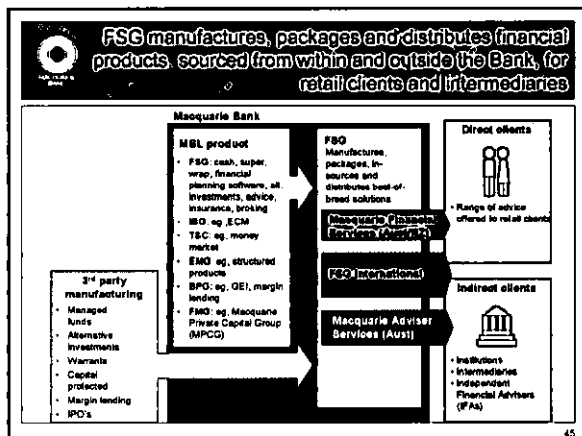 FSG manufactures, packages and distributes financial
products, sourced from within and outside the Bank, for
retail clients and intermediaries
Macquarie Bank
MBL product
• FSG: cash, super,
wrap, financial
planning software, alt.
investments, advice,
insurance, broking
• IBG: eg ,ECM
• T&C: eg, money
market
• EMG: eg, structured
products
• BPG: eg, GEI, margin
lending
• FMG: eg, Macquarie
Private Capital Group
(MPCG)
FSG
Manufactures,
packages, in-
sources and
distributes best-of-
breed solutions
Macquarie Financial
Services (Aust/NZ)
FSG International
Macquarie Adviser
Services (Aust)
Direct clients
• Range of advice
offered to retail clients
3rd party
manufacturing
• Managed
funds
• Alternative
investments
• Warrants
• Capital
protected
• Margin lending
• IPO's
Indirect clients
• Institutions
• Intermediaries
• Independent
Financial Advisers
(IFAs)
45